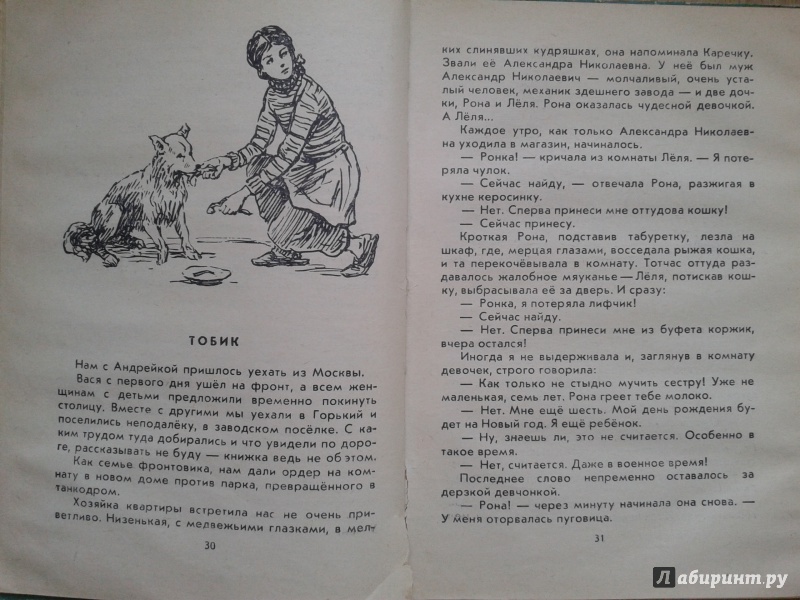 ТОБИК
Нам с Андрейкой пришлось уехать из Москвы.
Вася с первого дня ушёл на фронт, а всем жен-
щинам с детьми предложили временно покинуть
столицу. Вместе с другими мы уехали в Горький и
поселились неподалёку, в заводском посёлке. С ка-
ким трудом туда добирались и что увидели по доро-
ге, рассказывать не буду — книжка ведь не об этом.
Как семье фронтовика, нам дали ордер на ком-
нату в новом доме против парка, превращённого в
танкодром.
Хозяйка квартиры встретила нас не очень при-
ветливо. Низенькая, с медвежьими глазками, в мел-
30
ких слинявших кудряшках, она напоминала Каречку.
Звали её Александра Николаевна. У неё был муж
Александр Николаевич — молчаливый, очень уста-
лый человек, механик здешнего завода — и две доч-
ки, Рона и Лёля. Рона оказалась чудесной девочкой.
А Лёля...
Каждое утро, как только Александра Николаев-
на уходила в магазин, начиналось.
— Ронка! — кричала из комнаты Лёля. — Я поте-
ряла чулок.
— Сейчас найду, — отвечала Рона, разжигая в
кухне керосинку.
— Нет. Сперва принеси мне оттудова кошку!
— Сейчас принесу.
Кроткая Рона, подставив табуретку, лезла на
шкаф, где, мерцая глазами, восседала рыжая кошка,
и та перекочёвывала в комнату. Тотчас оттуда раз-
давалось жалобное мяуканье — Лёля, потискав кош-
ку, выбрасывала её за дверь. И сразу:
— Ронка, я потеряла лифчик!
— Сейчас найду.
— Нет. Сперва принеси мне из буфета коржик,
вчера остался!
Иногда я не выдерживала и, заглянув в комнату
девочек, строго говорила:
— Как только не стыдно мучить сестру! Уже не
маленькая, семь лет. Рона греет тебе молоко.
— Нет. Мне ещё шесть. Мой день рождения бу-
дет на Новый год. Я ещё ребёнок.
— Ну, знаешь ли, это не считается. Особенно в
такое время.
— Нет, считается. Даже в военное время!
Последнее слово непременно оставалось за
дерзкой девчонкой.
— Рона! — через минуту начинала она снова. —
У меня оторвалась пуговица.
31
Лабиринт.ру